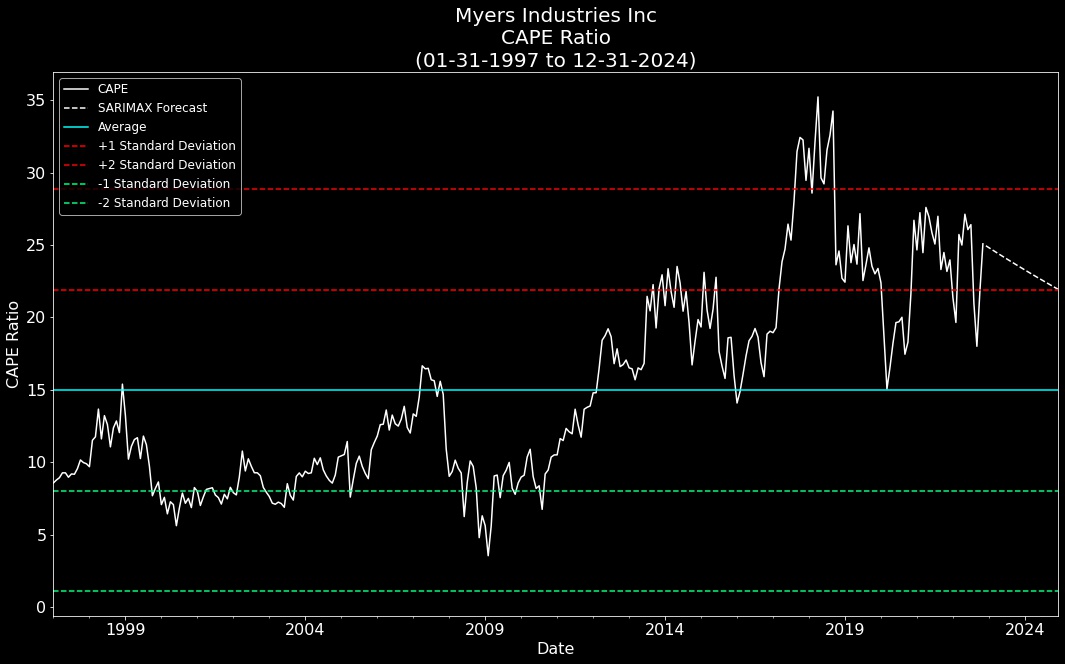 Myers Industries Inc
CAPE Ratio
(01-31-1997 to 12-31-2024)
CAPE
SARIMAX Forecast
Average
+1 Standard Deviation
+2 Standard Deviation
-1 Standard Deviation
-2 Standard Deviation
CAPE Ratio
35
30
25
20
15
10
5
0
1999 2004 2009 2014 2019 2024
Date